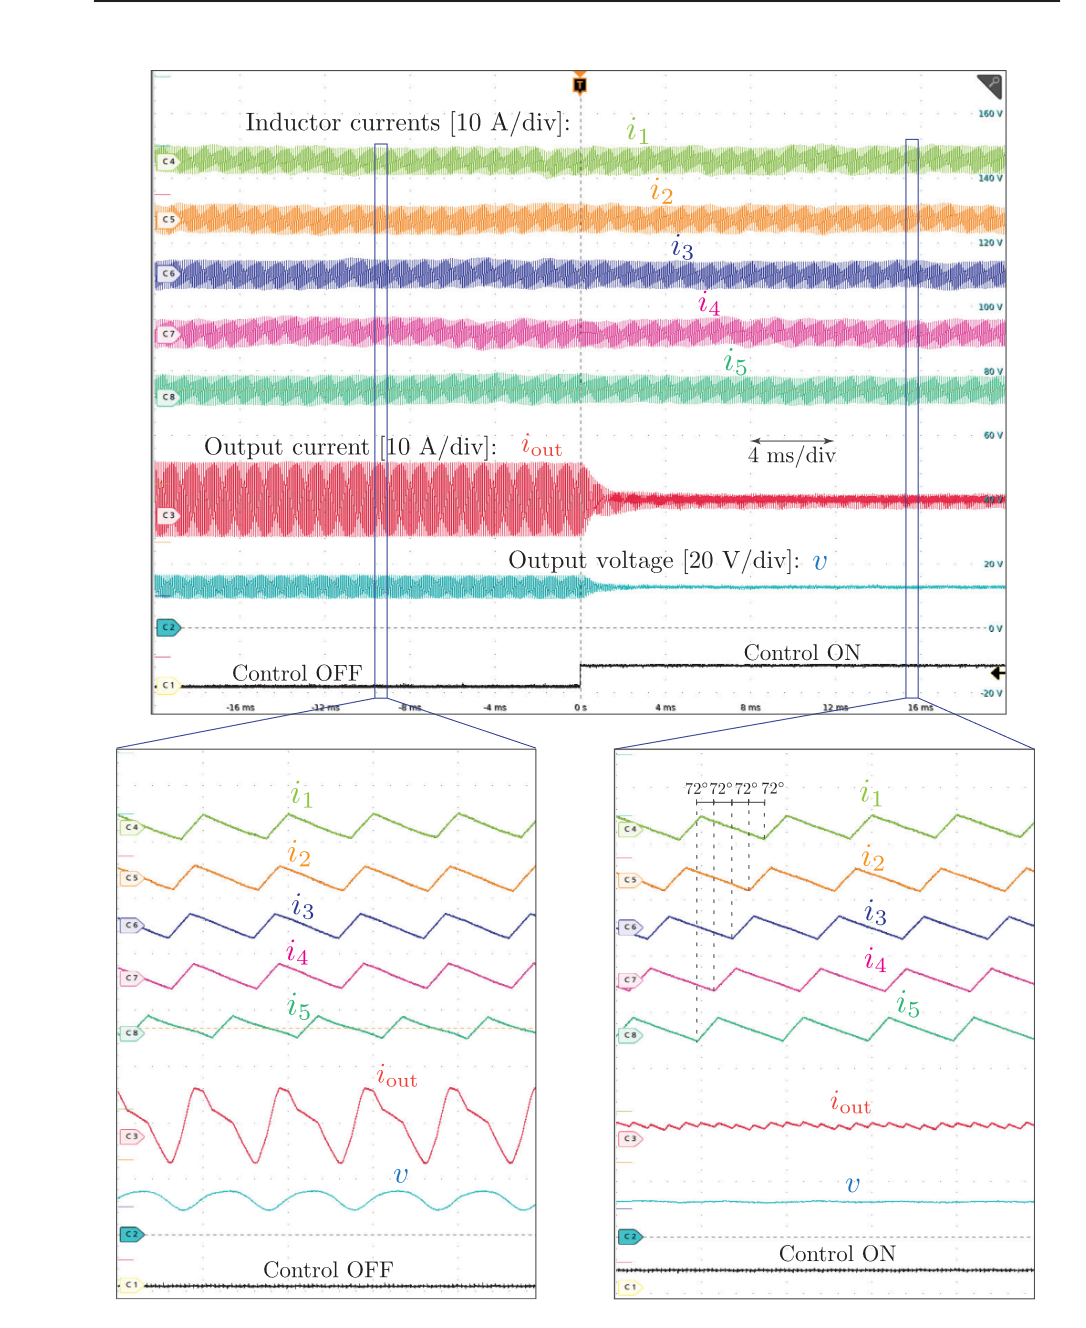 T
160 V
Inductor currents [10 A/div]:
i1
C4
140 V
i2
C5
120 V
i3
C6
100 V
i4
C7
80 V
i5
C8
60 V
Output current [10 A/div]: iout
4 ms/div
C3
40 V
Output voltage [20 V/div]: v
20 V
C2
0 V
Control ON
Control OFF
C1
-20 V
-16 ms -12 ms -8 ms -4 ms 0 s 4 ms 8 ms 12 ms 16 ms
i1
C4
i2
C5
i3
C6
i4
C7
i5
C8
iout
C3
v
C2
Control OFF
C1
72° 72° 72° 72°
i1
C4
i2
C5
i3
C6
i4
C7
i5
C8
iout
C3
v
C2
Control ON
C1